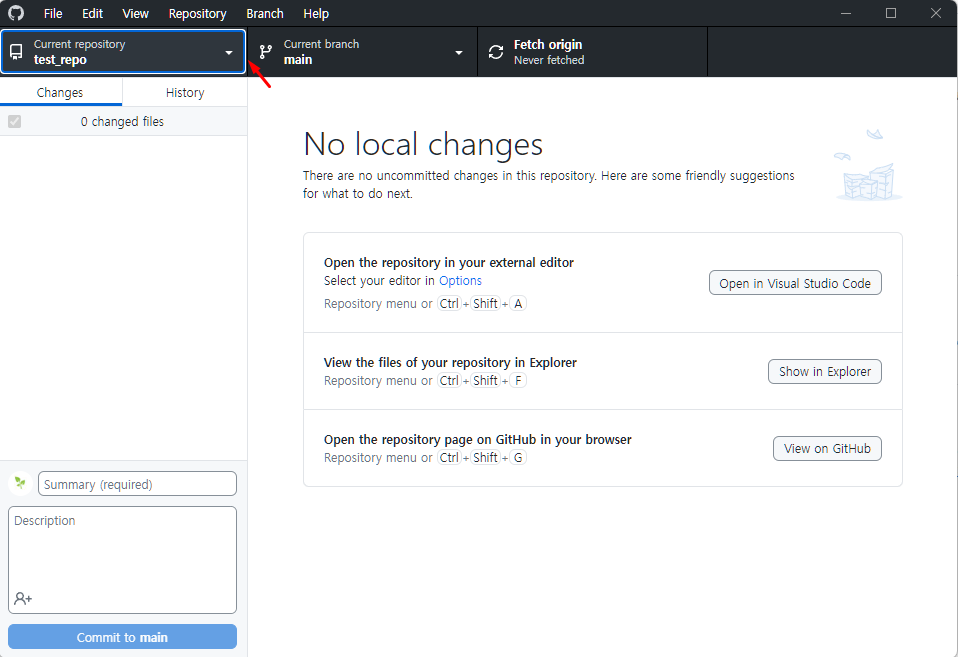 File Edit View Repository Branch Help
Current repository
test_repo
Current branch
main
Fetch origin
Never fetched
Changes History
0 changed files
No local changes
There are no uncommitted changes in this repository. Here are some friendly suggestions
for what to do next.
Open the repository in your external editor
Select your editor in Options
Repository menu or Ctrl + Shift + A
Open in Visual Studio Code
View the files of your repository in Explorer
Repository menu or Ctrl + Shift + F
Show in Explorer
Open the repository page on GitHub in your browser
Repository menu or Ctrl + Shift + G
View on GitHub
Summary (required)
Description
Commit to main